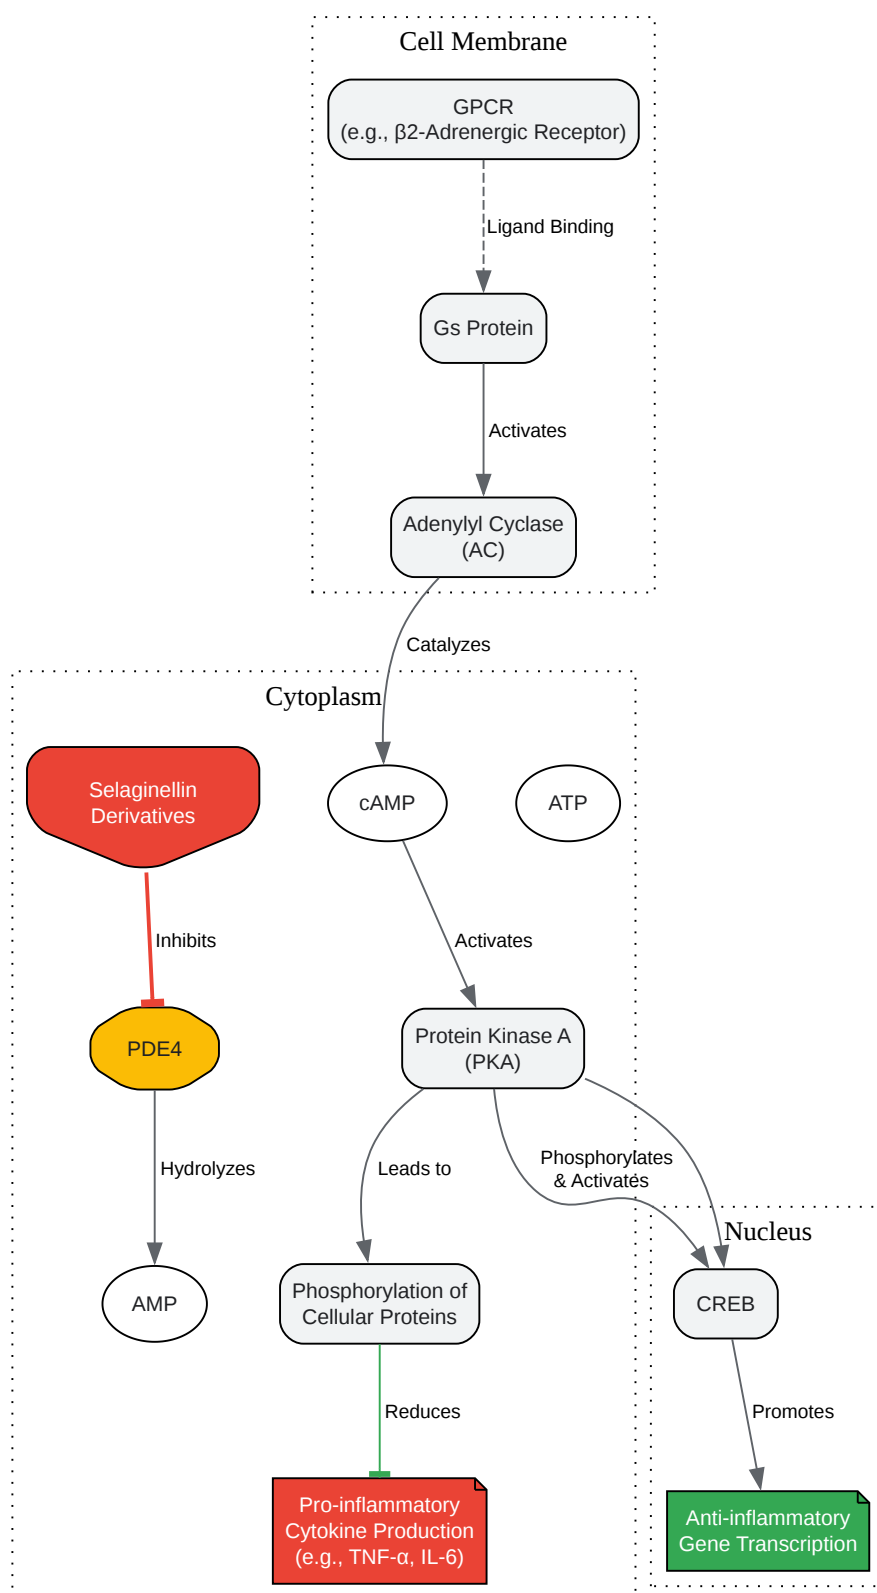 Cell Membrane
GPCR
(e.g., β2-Adrenergic Receptor)
Ligand Binding
Gs Protein
Activates
Adenylyl Cyclase
(AC)
Catalyzes
Cytoplasm
Selaginellin
Derivatives
cAMP
ATP
Inhibits
Activates
PDE4
Protein Kinase A
(PKA)
Hydrolyzes
Leads to
Phosphorylates
& Activates
Nucleus
AMP
Phosphorylation of
Cellular Proteins
CREB
Reduces
Promotes
Pro-inflammatory
Cytokine Production
(e.g., TNF-α, IL-6)
Anti-inflammatory
Gene Transcription